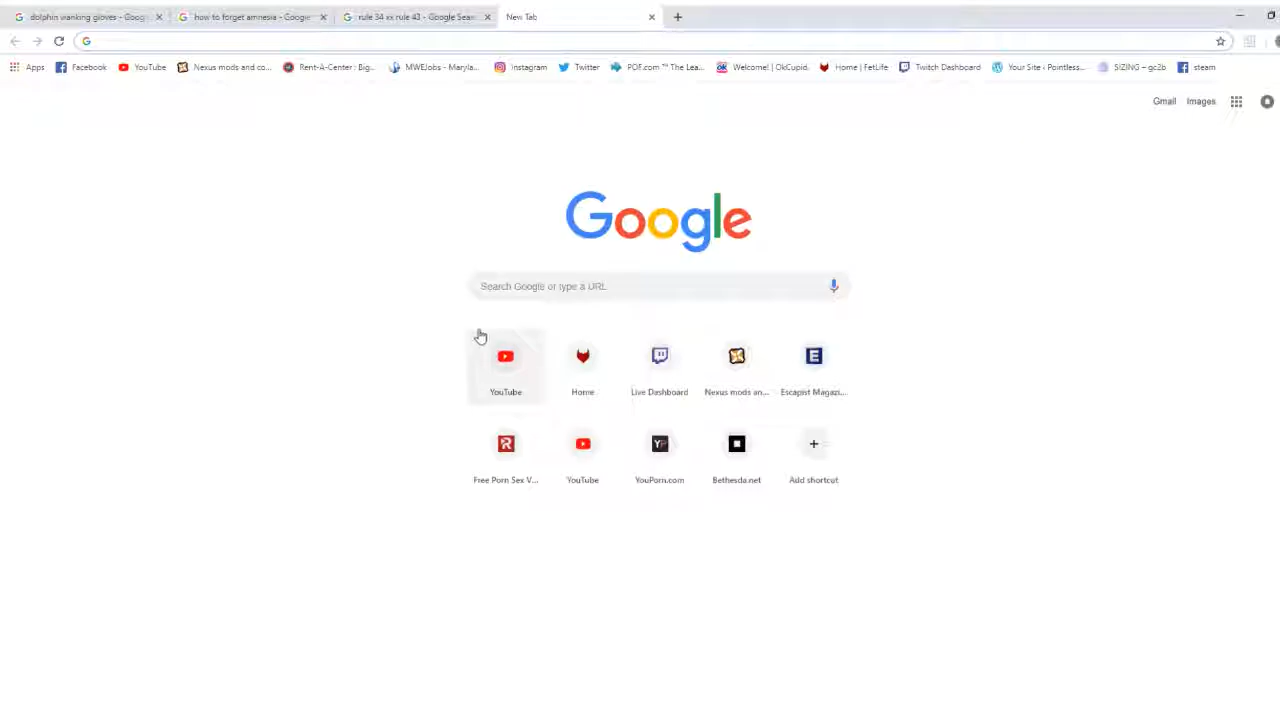 dolphin wanking gloves - Goog
how to forget amnesia - Google
rule 34 xx rule 43 - Google Sear
New Tab
Apps
Facebook
YouTube
Nexus mods and co...
Rent-A-Center : Big...
MWEJobs - Maryla...
Instagram
Twitter
POF.com ™ The Lea...
Welcome! | OkCupid.
Home | FetLife
Twitch Dashboard
Your Site ‹ Pointless...
SIZING – gc2b
steam
Gmail Images
Google
Search Google or type a URL
YouTube
Home
Live Dashboard
Nexus mods an...
Escapist Magazi...
Free Porn Sex V...
YouTube
YouPorn.com
Bethesda.net
Add shortcut